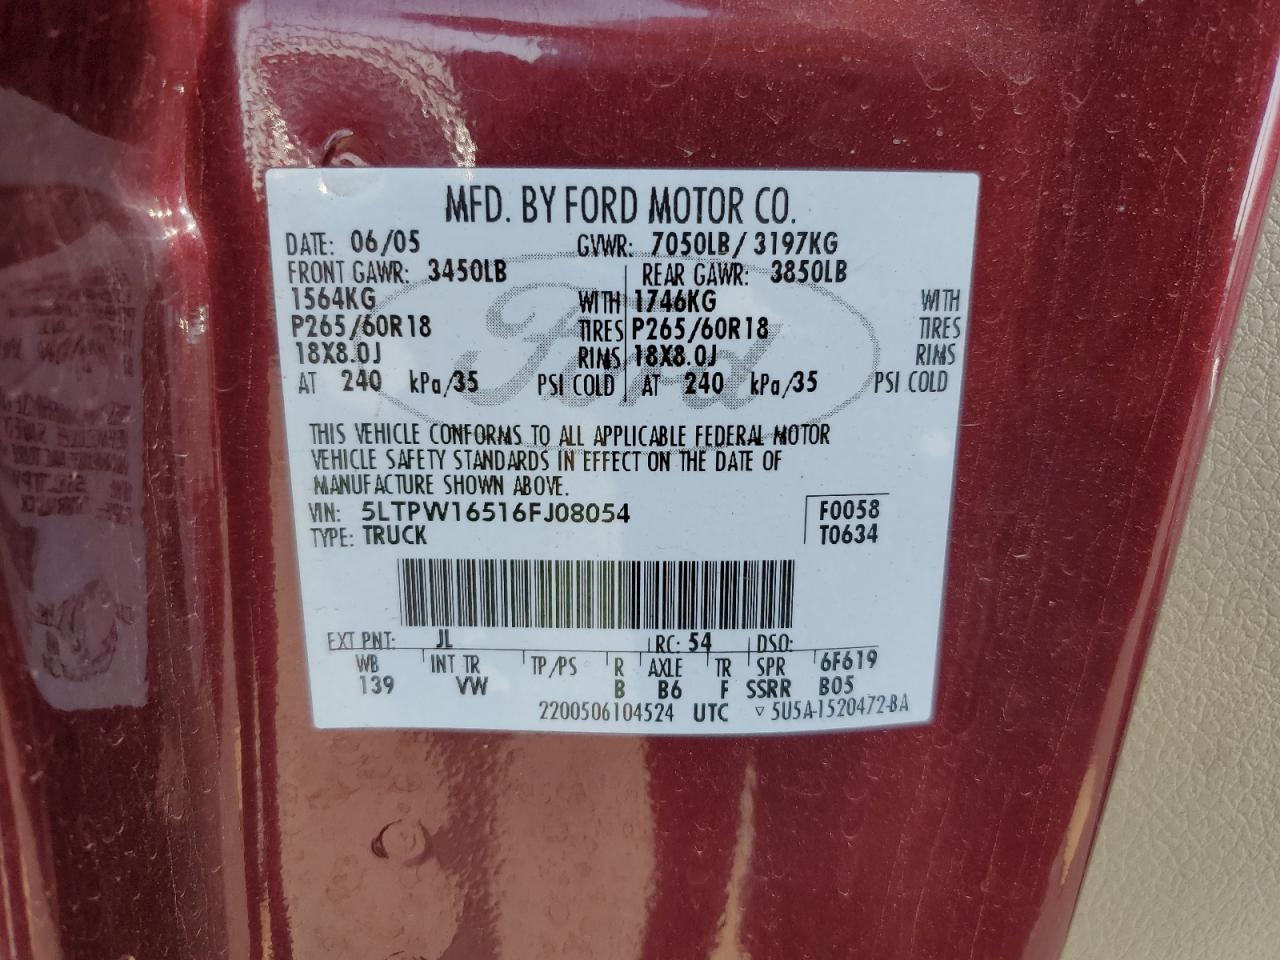 MFD. BY FORD MOTOR CO.
DATE: 06/05 GVWR: 7050LB/ 3197KG
FRONT GAWR: 3450LB REAR GAWR: 3850LB
1564KG WITH 1746KG WITH
P265/60R18 TIRES P265/60R18 TIRES
18X8.0J RIMS 18X8.0J RIMS
AT 240 kPa/35 PSI COLD AT 240 kPa/35 PSI COLD
Ford
THIS VEHICLE CONFORMS TO ALL APPLICABLE FEDERAL MOTOR
VEHICLE SAFETY STANDARDS IN EFFECT ON THE DATE OF
MANUFACTURE SHOWN ABOVE.
VIN: 5LTPW16516FJ08054 F0058
TYPE: TRUCK T0634
EXT PNT: JL RC: 54 DSO:
WB INT TR TP/PS R AXLE TR SPR 6F619
139 VW B B6 F SSRR B05
2200506104524 UTC ▽ 5U5A-1520472-BA